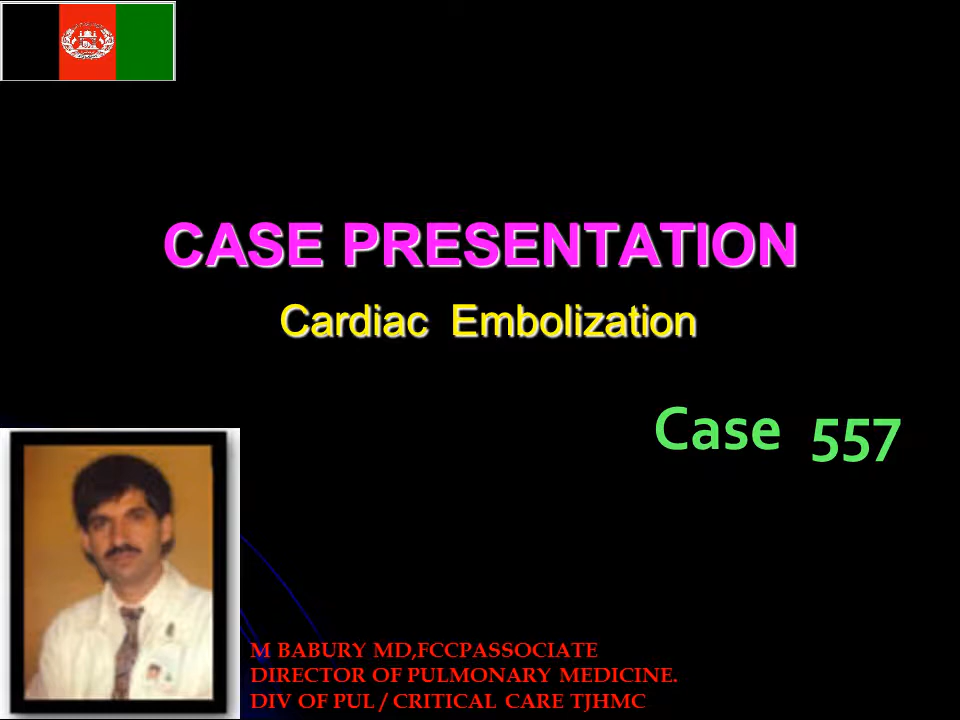 CASE PRESENTATION
Cardiac Embolization
Case 557
M BABURY MD,FCCPASSOCIATE
DIRECTOR OF PULMONARY MEDICINE.
DIV OF PUL / CRITICAL CARE TJHMC